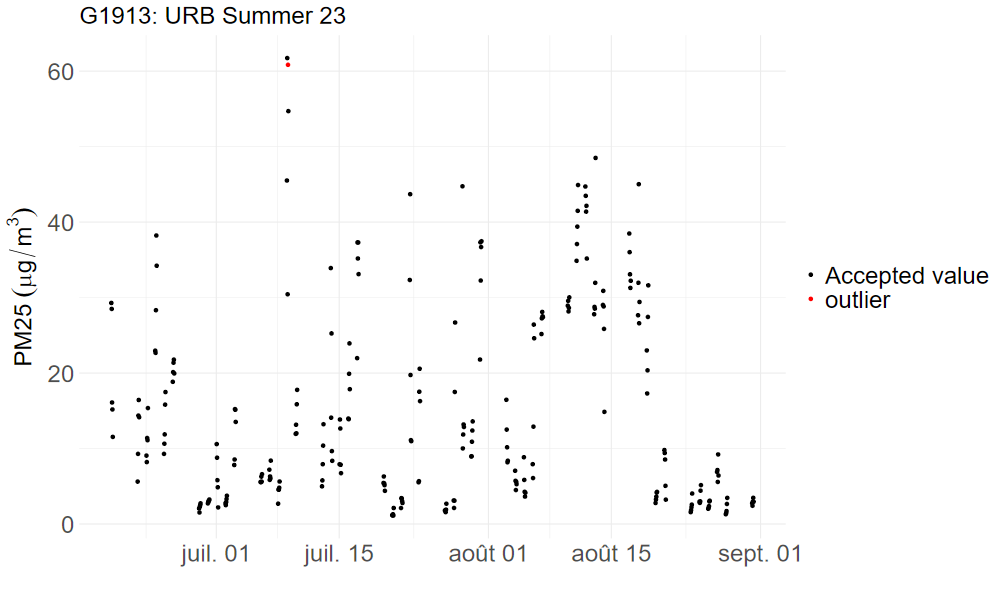 G1913: URB Summer 23
PM25 (μg/m³)
60
40
20
0
juil. 01
juil. 15
août 01
août 15
sept. 01
Accepted value
outlier